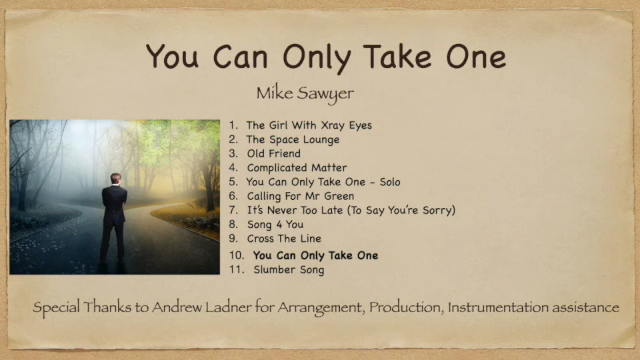 You Can Only Take One
Mike Sawyer
1. The Girl With Xray Eyes
2. The Space Lounge
3. Old Friend
4. Complicated Matter
5. You Can Only Take One - Solo
6. Calling For Mr Green
7. It's Never Too Late (To Say You're Sorry)
8. Song 4 You
9. Cross The Line
10. You Can Only Take One
11. Slumber Song
Special Thanks to Andrew Ladner for Arrangement, Production, Instrumentation assistance